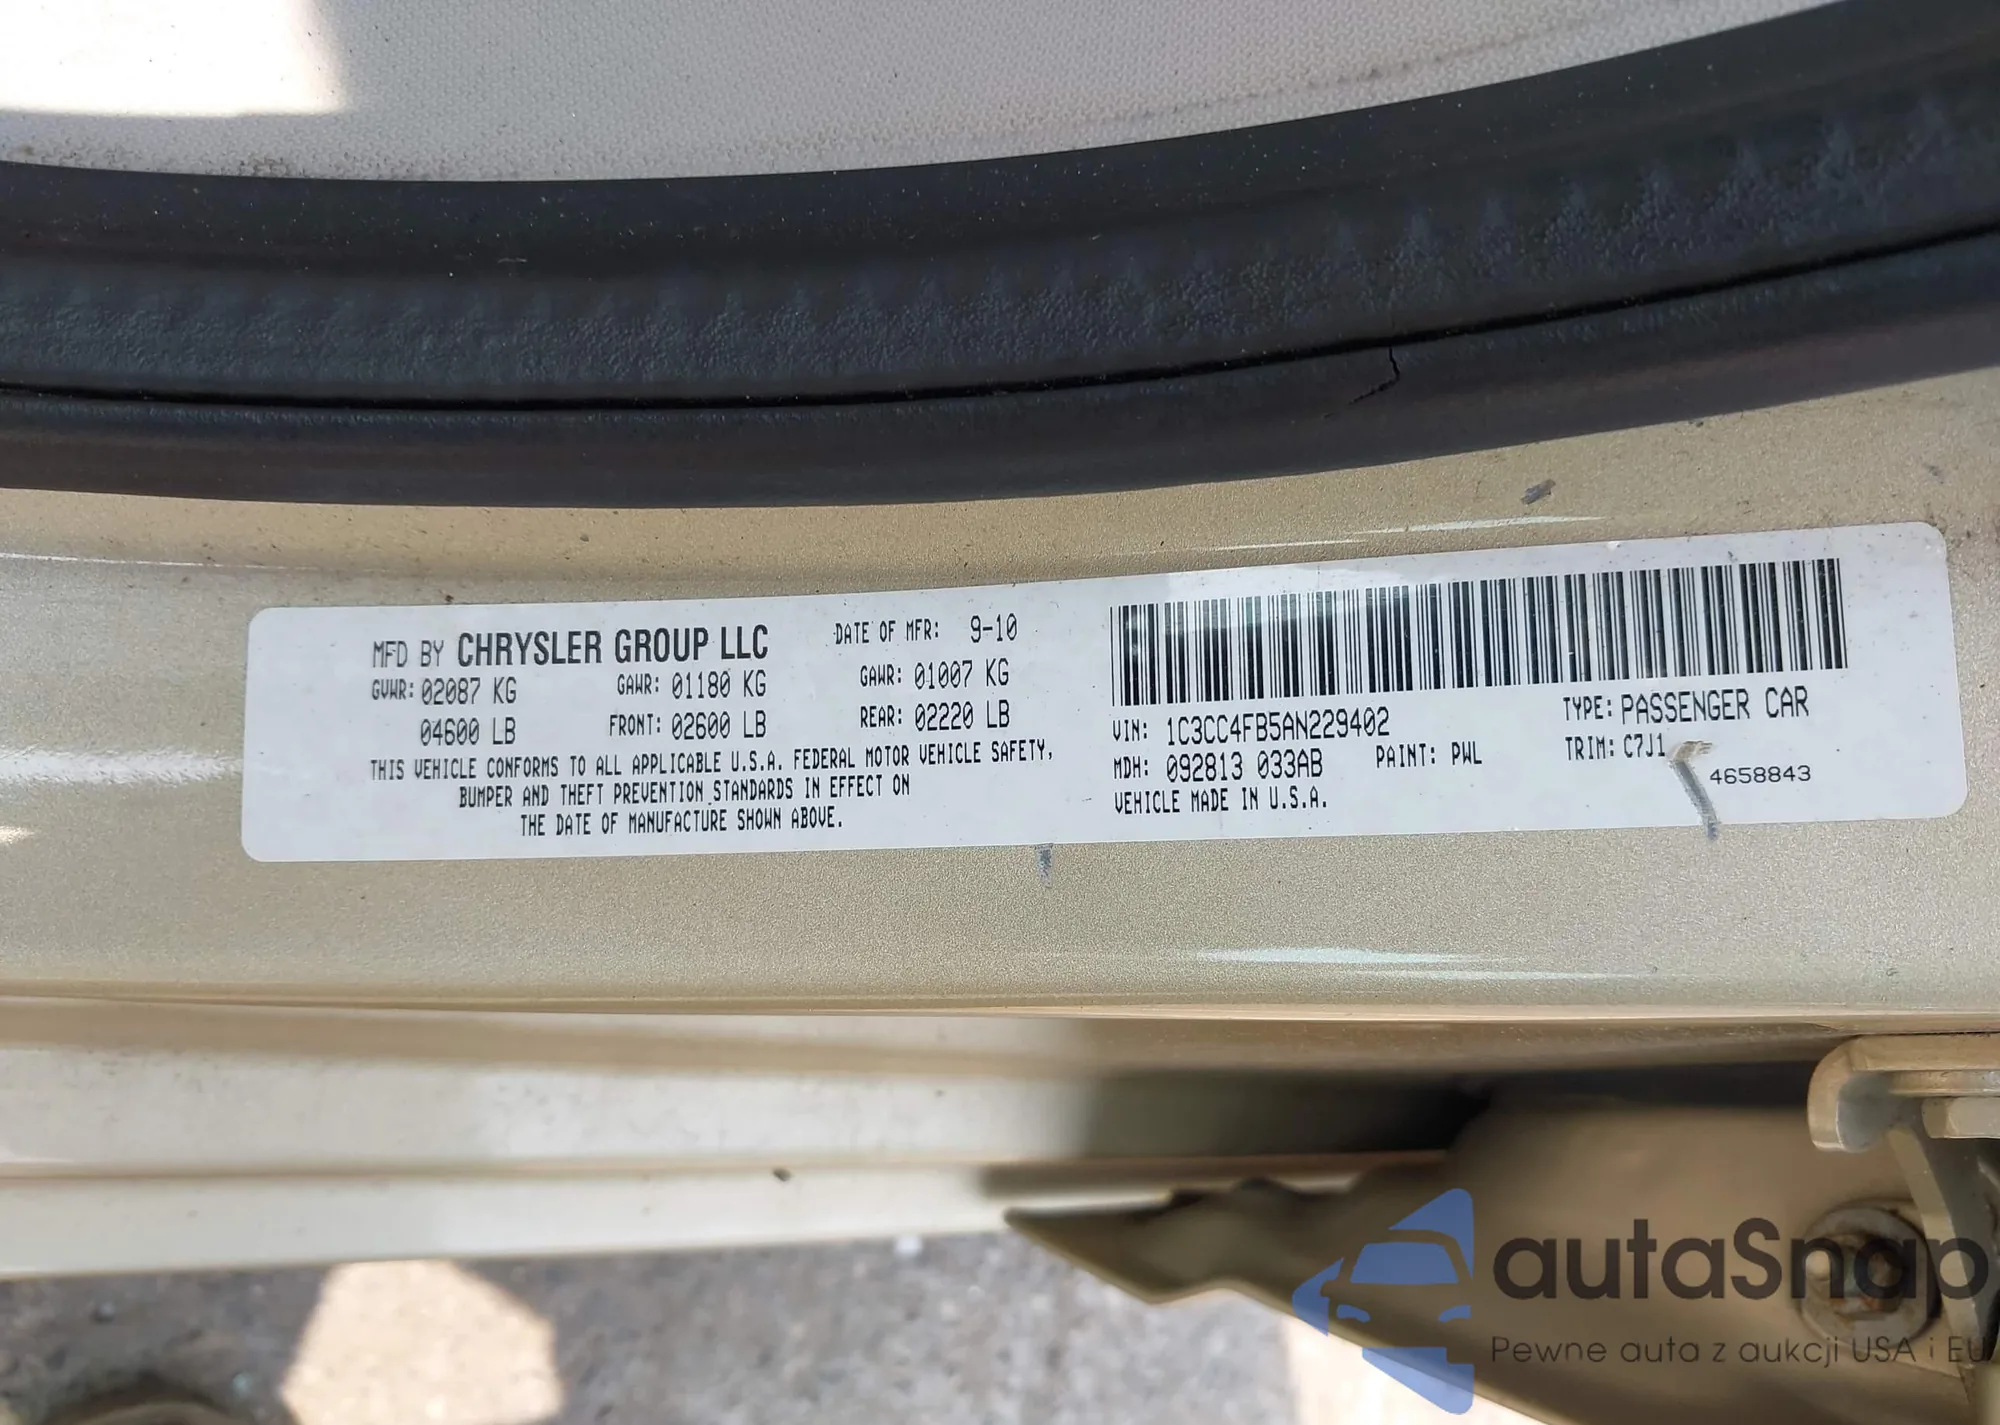 MFD BY CHRYSLER GROUP LLC DATE OF MFR: 9-10
GVWR: 02087 KG GAWR: 01180 KG GAWR: 01007 KG
04600 LB FRONT: 02600 LB REAR: 02220 LB
THIS VEHICLE CONFORMS TO ALL APPLICABLE U.S.A. FEDERAL MOTOR VEHICLE SAFETY,
BUMPER AND THEFT PREVENTION STANDARDS IN EFFECT ON
THE DATE OF MANUFACTURE SHOWN ABOVE.
VIN: 1C3CC4FB5AN229402 TYPE: PASSENGER CAR
MDH: 092813 033AB PAINT: PWL TRIM: C7J1
4658843
VEHICLE MADE IN U.S.A.
autaSnap
Pewne auta z aukcji USA i EU